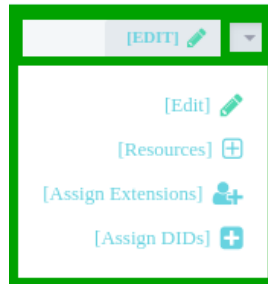 [EDIT]
[Edit]
[Resources]
[Assign Extensions]
[Assign DIDs]